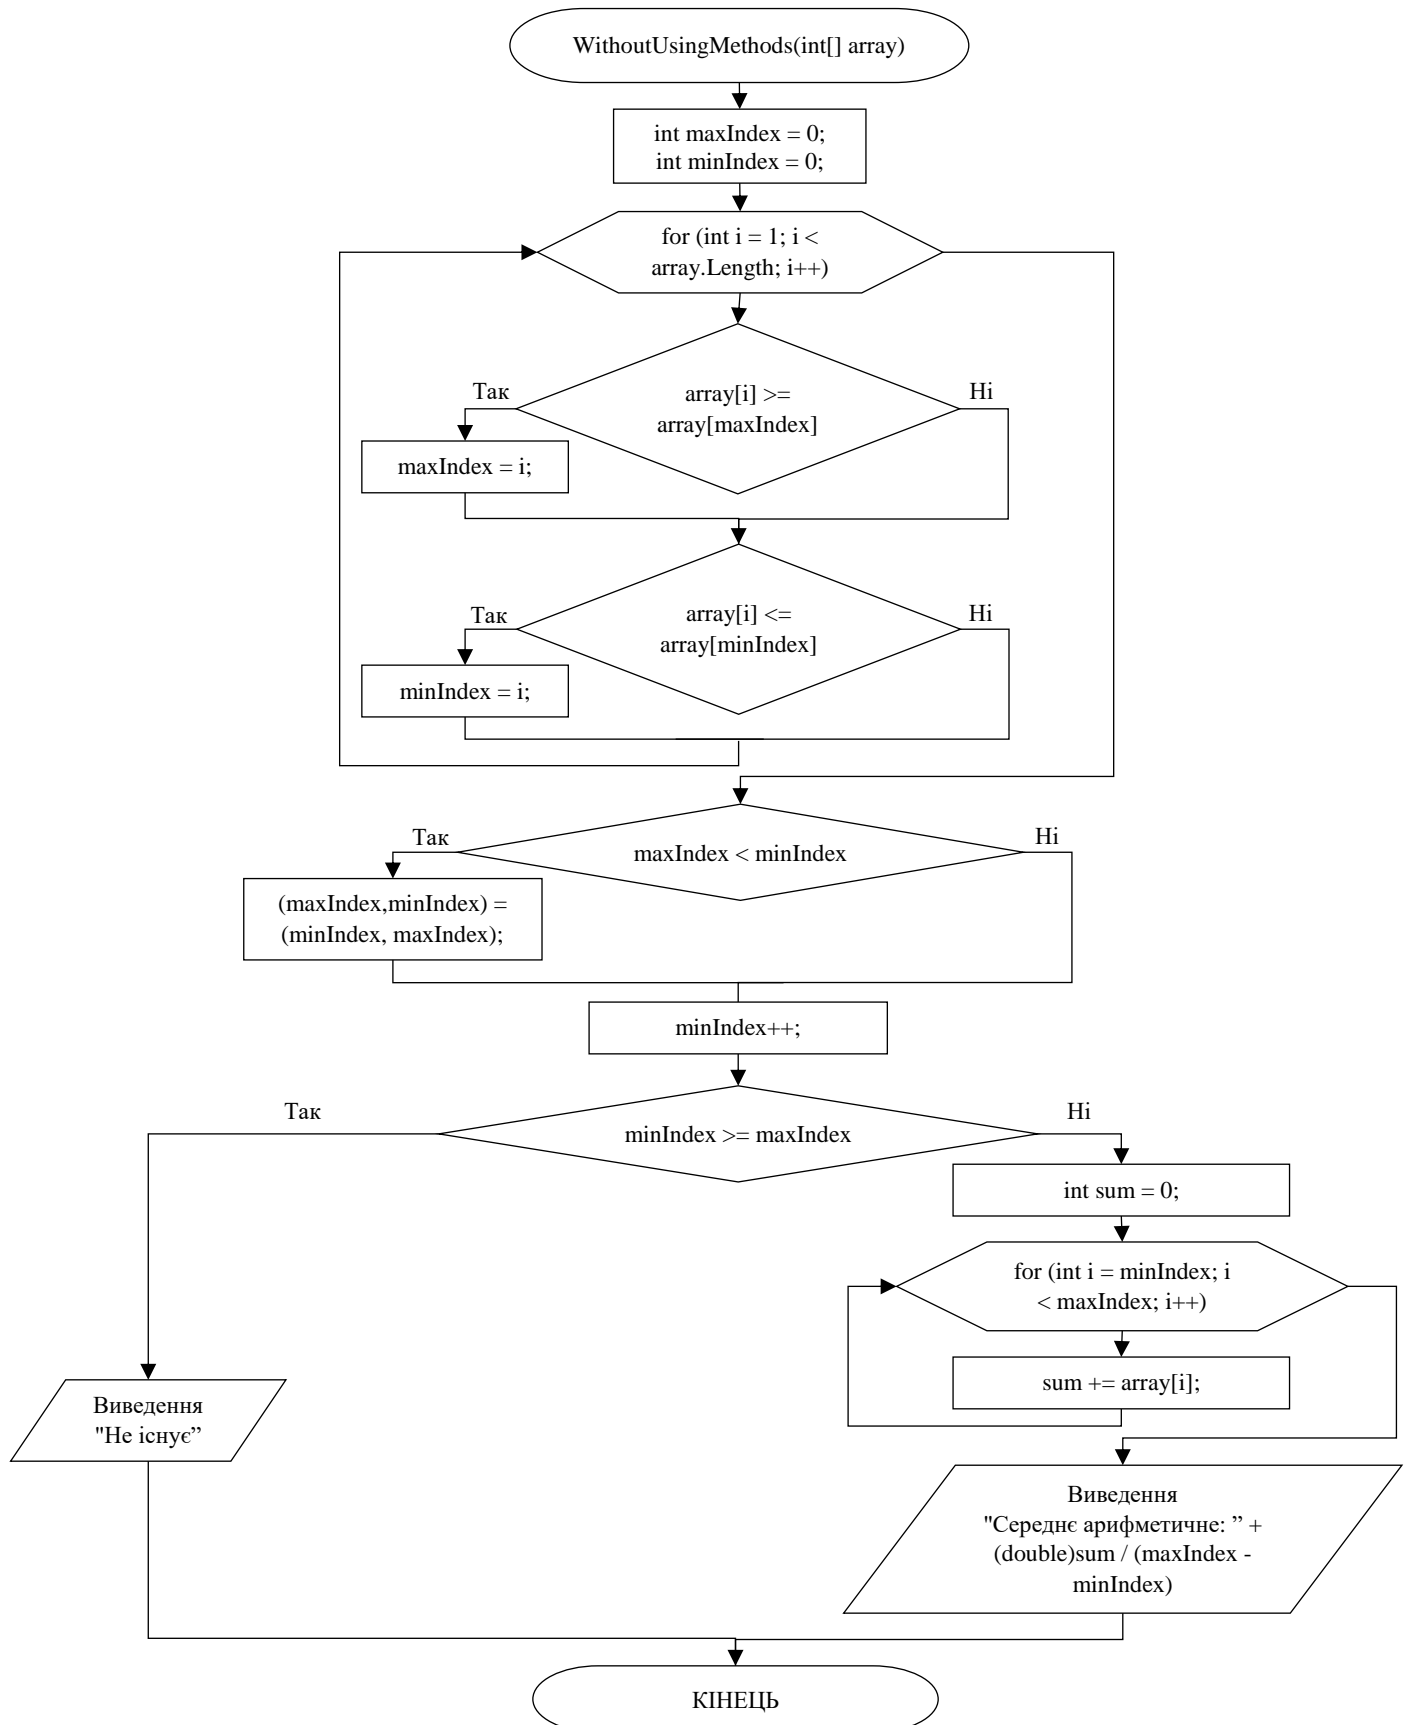 WithoutUsingMethods(int[] array)
int maxIndex = 0;
int minIndex = 0;
for (int i = 1; i <
array.Length; i++)
Так
Ні
array[i] >=
array[maxIndex]
maxIndex = i;
Так
Ні
array[i] <=
array[minIndex]
minIndex = i;
Так
Ні
maxIndex < minIndex
(maxIndex,minIndex) =
(minIndex, maxIndex);
minIndex++;
Так
Ні
minIndex >= maxIndex
int sum = 0;
for (int i = minIndex; i
< maxIndex; i++)
sum += array[i];
Виведення
"Не існує”
Виведення
"Середнє арифметичне: ” +
(double)sum / (maxIndex -
minIndex)
КІНЕЦЬ